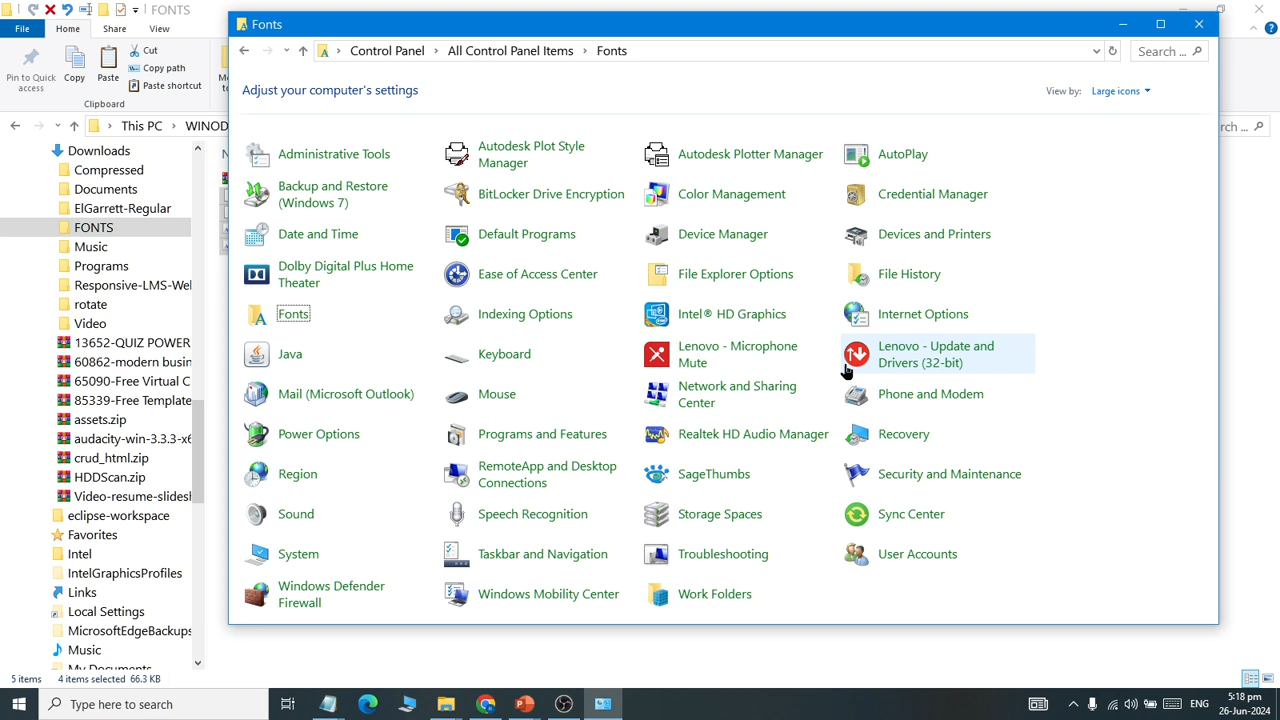 FONTS
Fonts
File
Home
Share
View
Pin to Quick
access
Copy
Paste
Cut
Copy path
Paste shortcut
Clipboard
Control Panel
All Control Panel Items
Fonts
Search ...
This PC
Adjust your computer's settings
View by:
Large icons
Administrative Tools
Autodesk Plot Style
Manager
Autodesk Plotter Manager
AutoPlay
Backup and Restore
(Windows 7)
BitLocker Drive Encryption
Color Management
Credential Manager
Date and Time
Default Programs
Device Manager
Devices and Printers
Dolby Digital Plus Home
Theater
Ease of Access Center
File Explorer Options
File History
Fonts
Indexing Options
Intel® HD Graphics
Internet Options
Java
Keyboard
Lenovo - Microphone
Mute
Lenovo - Update and
Drivers (32-bit)
Mail (Microsoft Outlook)
Mouse
Network and Sharing
Center
Phone and Modem
Power Options
Programs and Features
Realtek HD Audio Manager
Recovery
Region
RemoteApp and Desktop
Connections
SageThumbs
Security and Maintenance
Sound
Speech Recognition
Storage Spaces
Sync Center
System
Taskbar and Navigation
Troubleshooting
User Accounts
Windows Defender
Firewall
Windows Mobility Center
Work Folders
Downloads
Compressed
Documents
ElGarrett-Regular
FONTS
Music
Programs
Responsive-LMS-We
rotate
Video
13652-QUIZ POWER
60862-modern busin
65090-Free Virtual C
85339-Free Template
assets.zip
audacity-win-3.3.3-x6
crud_html.zip
HDDScan.zip
Video-resume-slidesh
eclipse-workspace
Favorites
Intel
IntelGraphicsProfiles
Links
Local Settings
MicrosoftEdgeBackups
Music
My Documents
5 items
4 items selected 66.3 KB
Type here to search
ENG
5:18 pm
26-Jun-2024